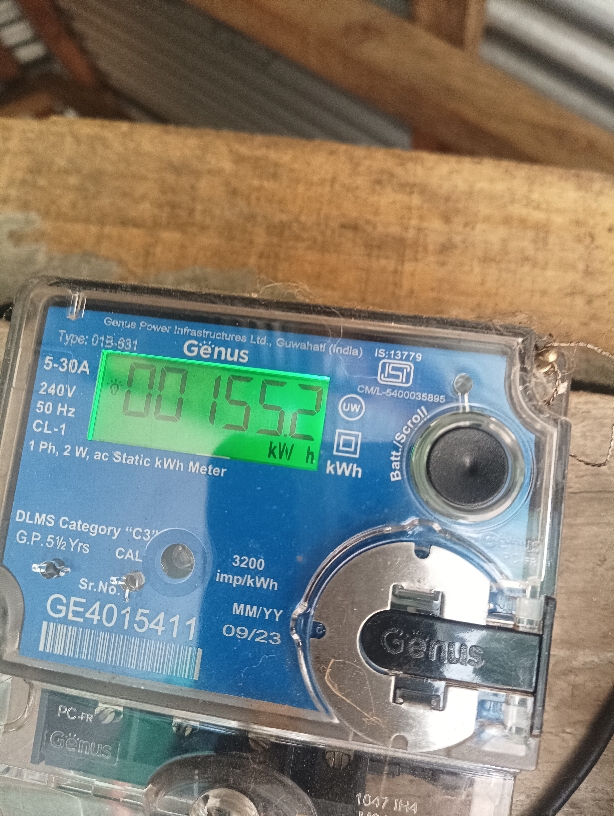 Genus Power Infrastructures Ltd., Guwahati (India)
Type: 01B-631
Genus
IS:13779
5-30A
ISI
CM/L-5400035895
240V
50 Hz
CL-1
001552
kW h
UW
kWh
Batt./Scroll
1 Ph, 2 W, ac Static kWh Meter
DLMS Category "C3"
G.P. 5½ Yrs
CAL
3200
imp/kWh
Sr.No.
GE4015411
MM/YY
09/23
Genus
PC-FR
Genus
1047 IH4